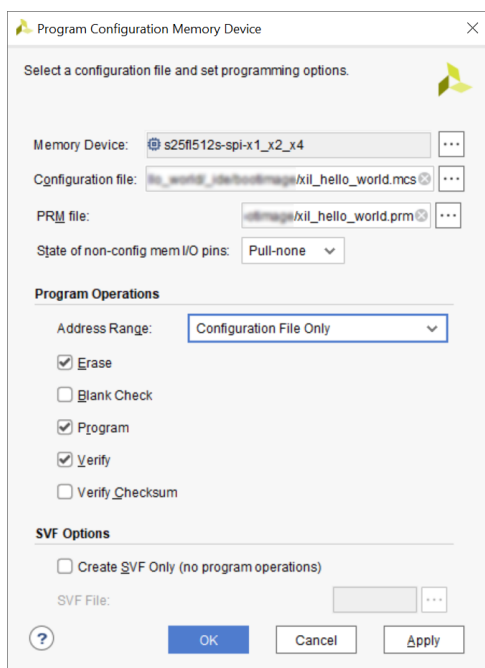 Program Configuration Memory Device
Select a configuration file and set programming options.
Memory Device: s25fl512s-spi-x1_x2_x4 ...
Configuration file: /xil_hello_world.mcs ...
PRM file: /xil_hello_world.prm ...
State of non-config mem I/O pins: Pull-none
Program Operations
Address Range: Configuration File Only
Erase
Blank Check
Program
Verify
Verify Checksum
SVF Options
Create SVF Only (no program operations)
SVF File: ...
? OK Cancel Apply